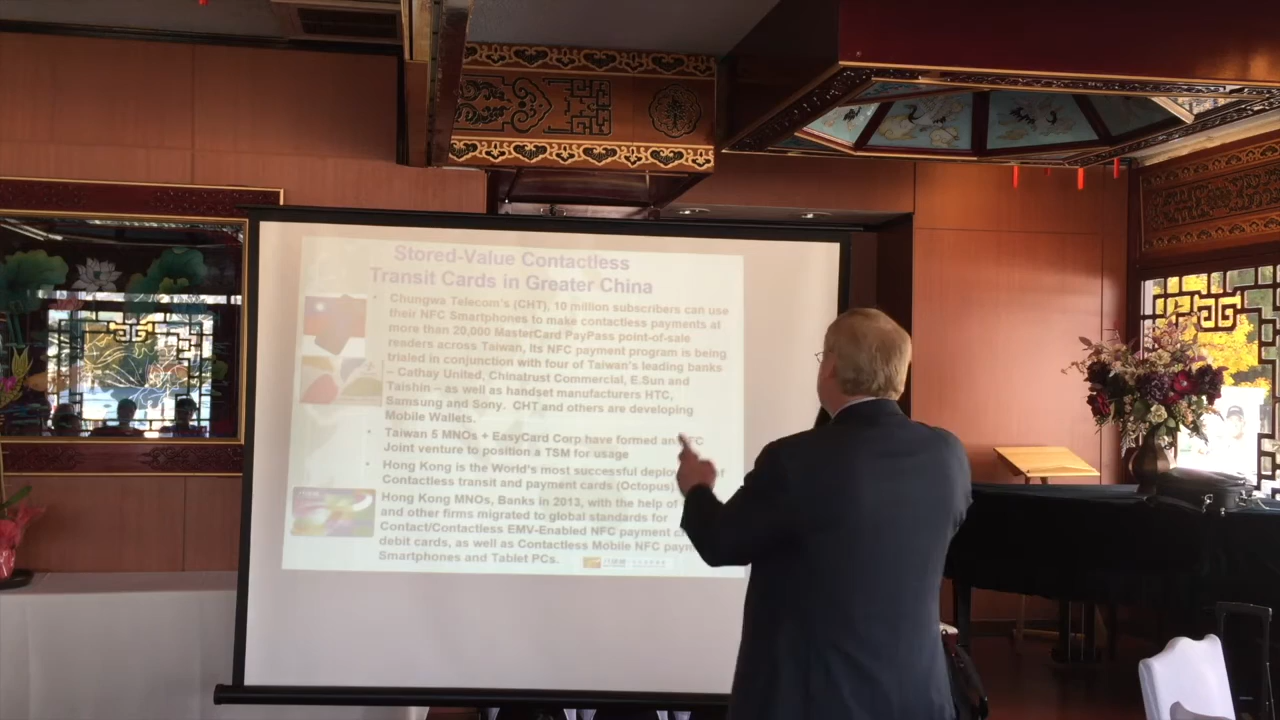 Stored-Value Contactless
Transit Cards in Greater China
• Chungwa Telecom's (CHT), 10 million subscribers can use
their NFC Smartphones to make contactless payments at
more than 20,000 MasterCard PayPass point-of-sale
readers across Taiwan, Its NFC payment program is being
trialed in conjunction with four of Taiwan's leading banks
– Cathay United, Chinatrust Commercial, E.Sun and
Taishin – as well as handset manufacturers HTC,
Samsung and Sony. CHT and others are developing
Mobile Wallets.
• Taiwan 5 MNOs + EasyCard Corp have formed an
Joint venture to position a TSM for usage
• Hong Kong is the World's most successful
Contactless transit and payment cards (Octopus)
Hong Kong MNOs, Banks in 2013, with the help of
and other firms migrated to global standards for
Contact/Contactless EMV-Enabled NFC payment
debit cards, as well as Contactless Mobile NFC
Smartphones and Tablet PCs.